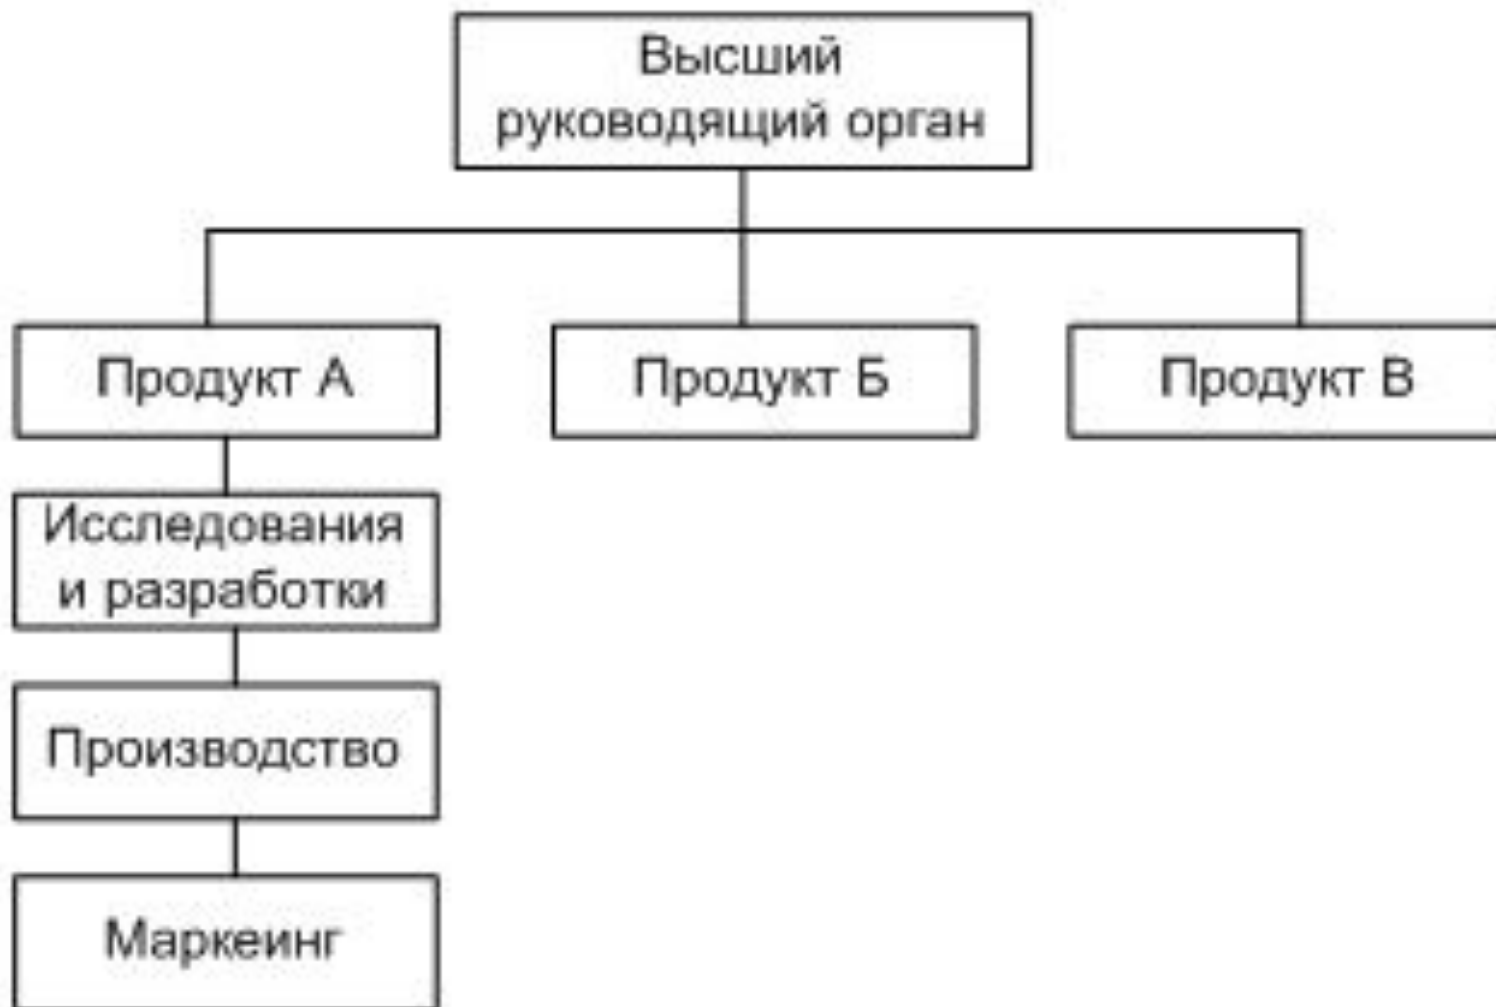 Высший
руководящий орган
Продукт А
Продукт Б
Продукт В
Исследования
и разработки
Производство
Маркеинг